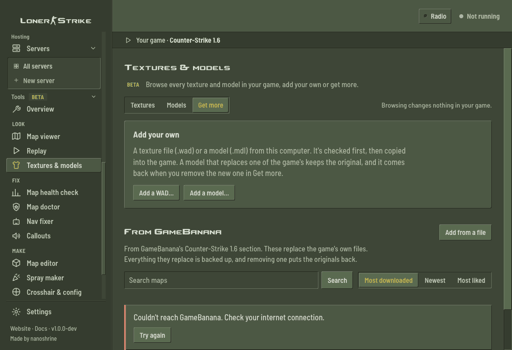 LONERSTRIKE
Hosting
Servers
All servers
New server
Tools BETA
Overview
LOOK
Map viewer
Replay
Textures & models
FIX
Map health check
Map doctor
Nav fixer
Callouts
MAKE
Map editor
Spray maker
Crosshair & config
Settings
Website · Docs · v1.0.0-dev
Made by nanoshrine
Radio
Not running
Your game · Counter-Strike 1.6
TEXTURES & MODELS
BETA Browse every texture and model in your game, add your own or get more.
Textures Models Get more
Browsing changes nothing in your game.
Add your own
A texture file (.wad) or a model (.mdl) from this computer. It's checked first, then copied
into the game. A model that replaces one of the game's keeps the original, and it comes
back when you remove the new one in Get more.
Add a WAD... Add a model...
FROM GAMEBANANA
Add from a file
From GameBanana's Counter-Strike 1.6 section. These replace the game's own files.
Everything they replace is backed up, and removing one puts the originals back.
Search maps Search Most downloaded Newest Most liked
Couldn't reach GameBanana. Check your internet connection.
Try again